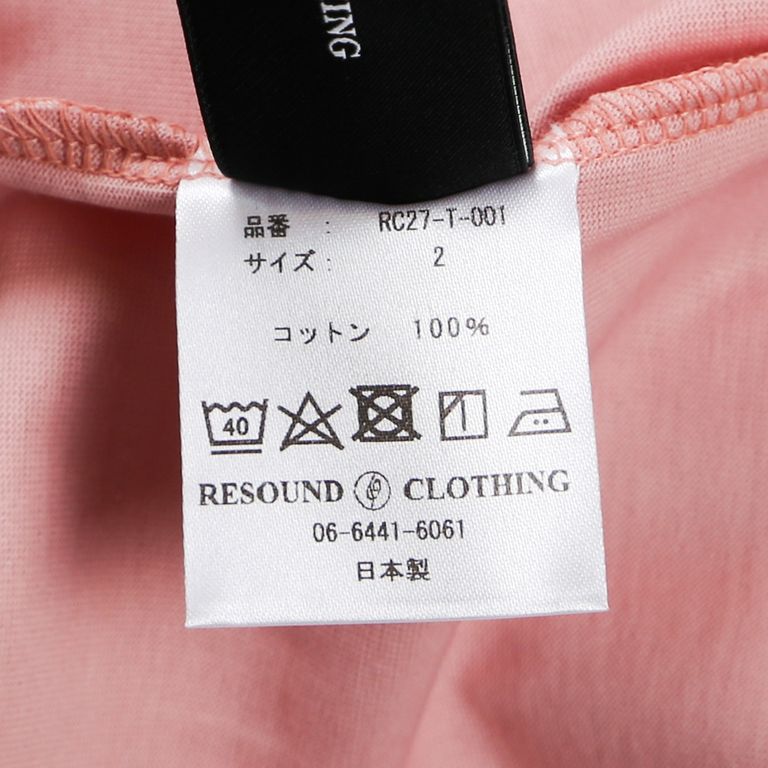 ING
品番 : RC27-T-001
サイズ : 2
コットン 100%
40
RESOUND CLOTHING
06-6441-6061
日本製